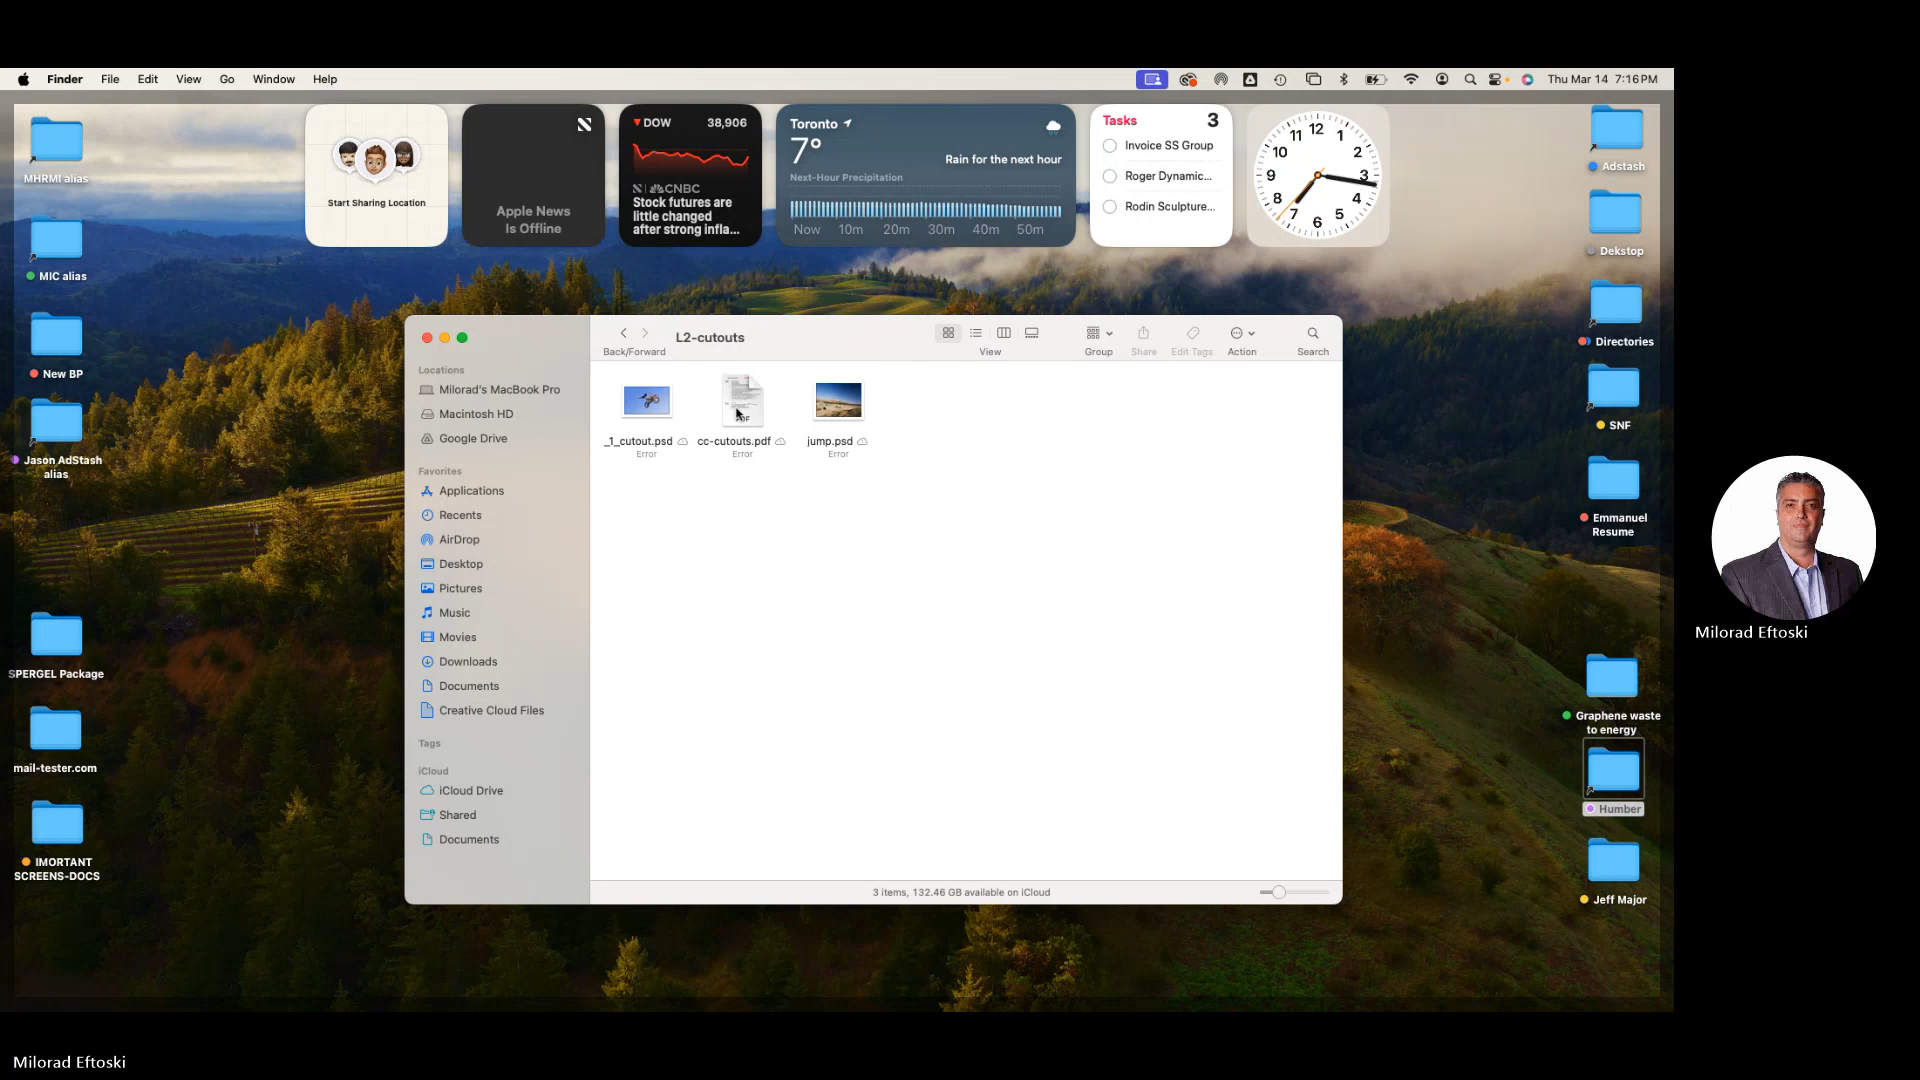 Finder File Edit View Go Window Help
Thu Mar 14 7:16 PM
MHRMI alias
MIC alias
New BP
Jason AdStash
alias
SPERGEL Package
mail-tester.com
IMORTANT
SCREENS-DOCS
Start Sharing Location
Apple News
Is Offline
DOW 38,906
CNBC
Stock futures are
little changed
after strong infla...
Toronto
7°
Rain for the next hour
Next-Hour Precipitation
Now 10m 20m 30m 40m 50m
Tasks 3
Invoice SS Group
Roger Dynamic...
Rodin Sculpture...
12 1 2 3 4 5 6 7 8 9 10 11
Adstash
Dekstop
Directories
SNF
Emmanuel
Resume
Graphene waste
to energy
Humber
Jeff Major
L2-cutouts
Back/Forward
View
Group
Share
Edit Tags
Action
Search
Locations
Milorad's MacBook Pro
Macintosh HD
Google Drive
Favorites
Applications
Recents
AirDrop
Desktop
Pictures
Music
Movies
Downloads
Documents
Creative Cloud Files
Tags
iCloud
iCloud Drive
Shared
Documents
_1_cutout.psd
Error
cc-cutouts.pdf
Error
jump.psd
Error
3 items, 132.46 GB available on iCloud
Milorad Eftoski
Milorad Eftoski